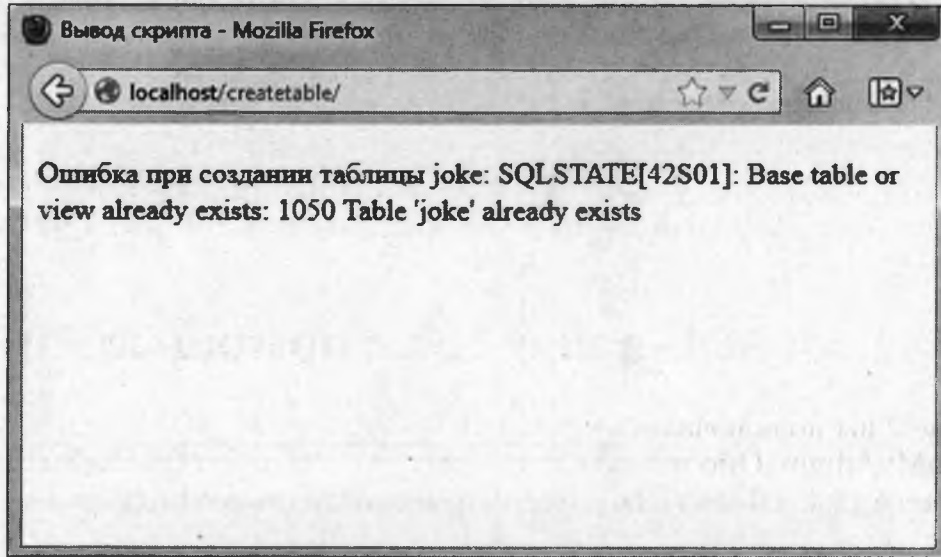 Вывод скрипта - Mozilla Firefox
localhost/createtable/
Ошибка при создании таблицы joke: SQLSTATE[42S01]: Base table or
view already exists: 1050 Table 'joke' already exists